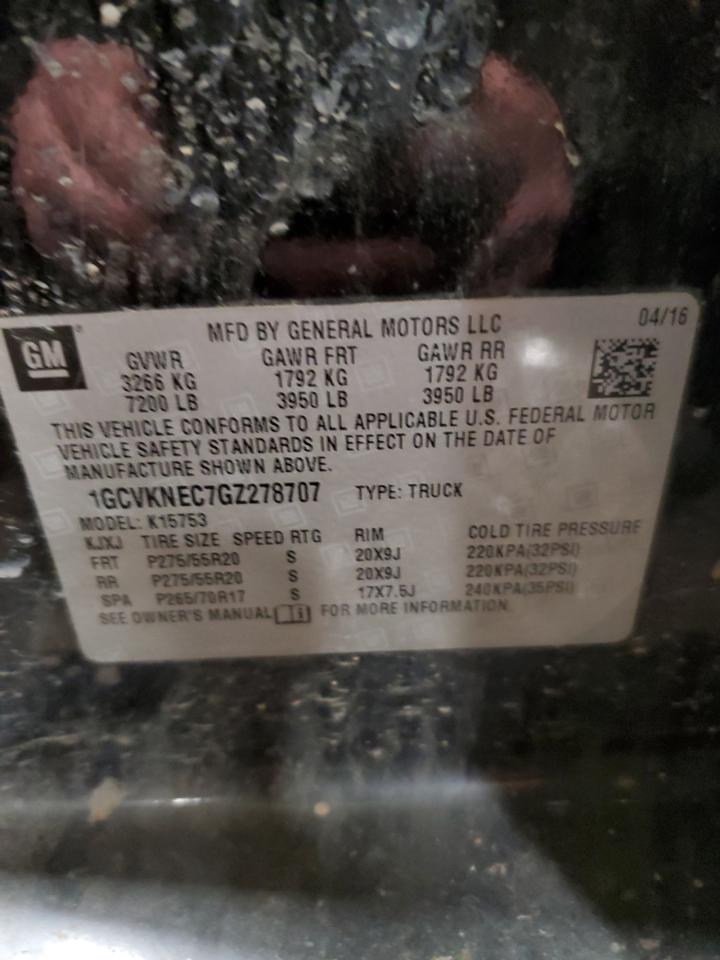 GM
MFD BY GENERAL MOTORS LLC 04/16
GVWR GAWR FRT GAWR RR
3266 KG 1792 KG 1792 KG
7200 LB 3950 LB 3950 LB
THIS VEHICLE CONFORMS TO ALL APPLICABLE U.S. FEDERAL MOTOR
VEHICLE SAFETY STANDARDS IN EFFECT ON THE DATE OF
MANUFACTURE SHOWN ABOVE.
1GCVKNEC7GZ278707 TYPE: TRUCK
MODEL: K15753
KJXJ TIRE SIZE SPEED RTG RIM COLD TIRE PRESSURE
FRT P275/55R20 S 20X9J 220KPA(32PSI)
RR P275/55R20 S 20X9J 220KPA(32PSI)
SPA P265/70R17 S 17X7.5J 240KPA(35PSI)
SEE OWNER'S MANUAL FOR MORE INFORMATION.